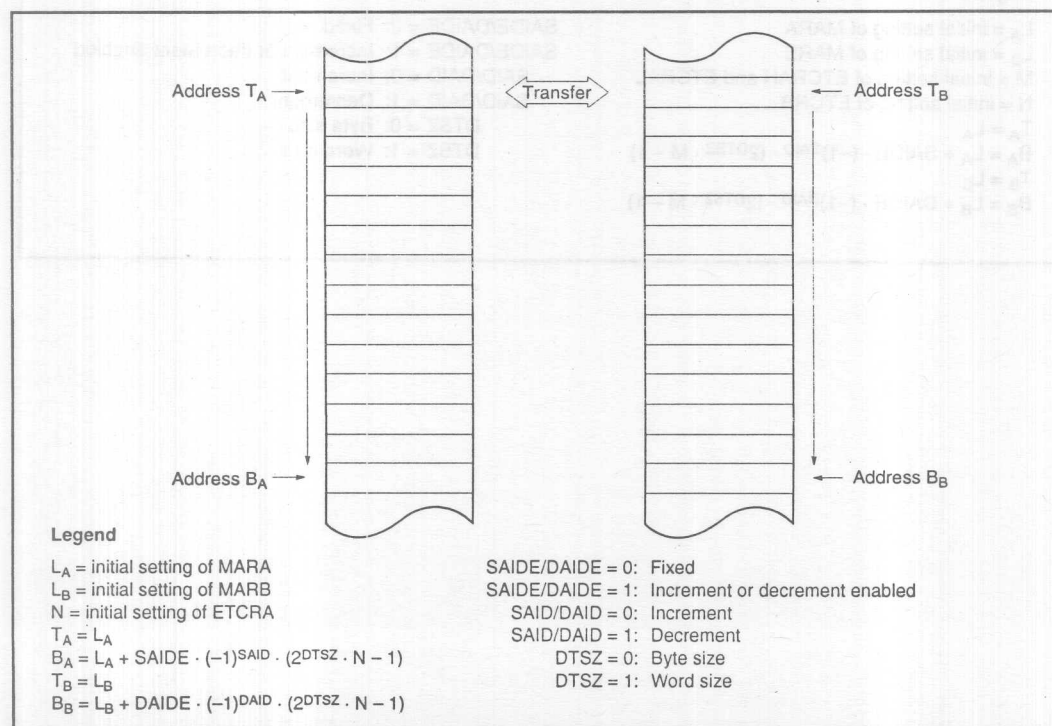 Address T_A
Transfer
Address T_B
Address B_A
Address B_B
Legend
L_A = initial setting of MARA
L_B = initial setting of MARB
N = initial setting of ETCRA
T_A = L_A
B_A = L_A + SAIDE · (–1)^SAID · (2^DTSZ · N – 1)
T_B = L_B
B_B = L_B + DAIDE · (–1)^DAID · (2^DTSZ · N – 1)
SAIDE/DAIDE = 0: Fixed
SAIDE/DAIDE = 1: Increment or decrement enabled
SAID/DAID = 0: Increment
SAID/DAID = 1: Decrement
DTSZ = 0: Byte size
DTSZ = 1: Word size